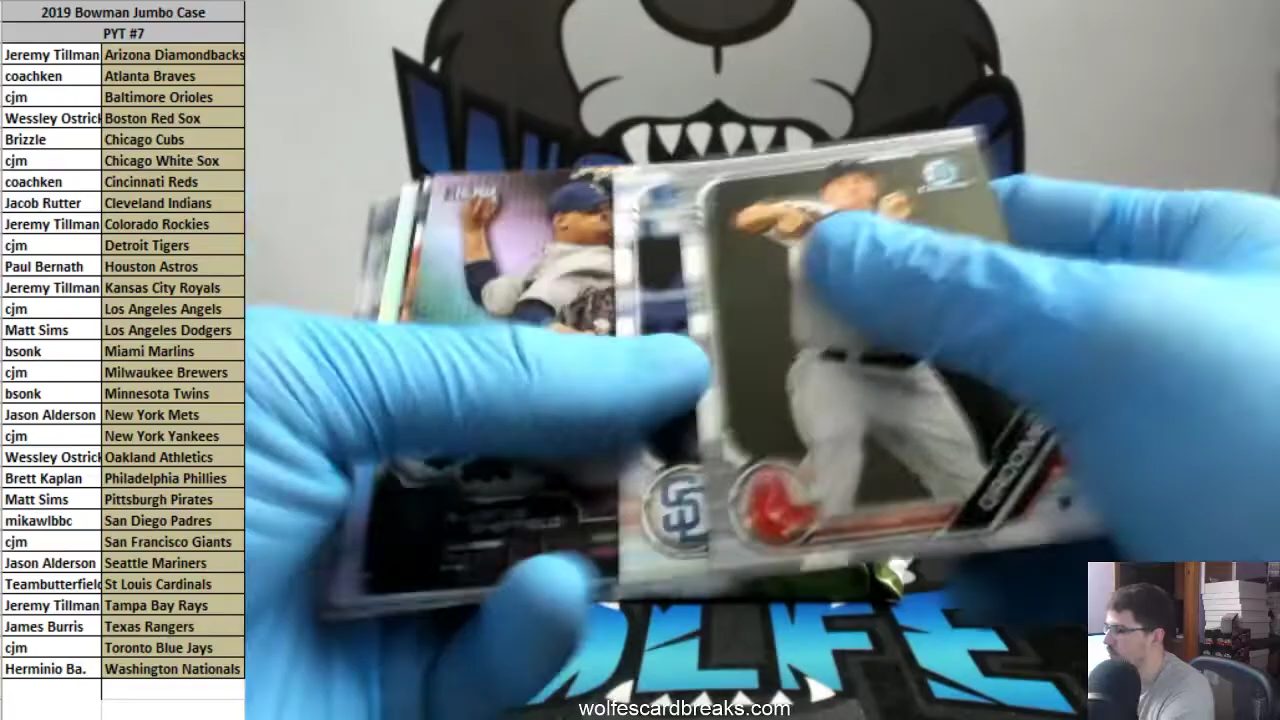 2019 Bowman Jumbo Case
PYT #7
Jeremy Tillman Arizona Diamondbacks
coachken Atlanta Braves
cjm Baltimore Orioles
Wessley Ostrick Boston Red Sox
Brizzle Chicago Cubs
cjm Chicago White Sox
coachken Cincinnati Reds
Jacob Rutter Cleveland Indians
Jeremy Tillman Colorado Rockies
cjm Detroit Tigers
Paul Bernath Houston Astros
Jeremy Tillman Kansas City Royals
cjm Los Angeles Angels
Matt Sims Los Angeles Dodgers
bsonk Miami Marlins
cjm Milwaukee Brewers
bsonk Minnesota Twins
Jason Alderson New York Mets
cjm New York Yankees
Wessley Ostrick Oakland Athletics
Brett Kaplan Philadelphia Phillies
Matt Sims Pittsburgh Pirates
mikawlbbc San Diego Padres
cjm San Francisco Giants
Jason Alderson Seattle Mariners
Teambutterfield St Louis Cardinals
Jeremy Tillman Tampa Bay Rays
James Burris Texas Rangers
cjm Toronto Blue Jays
Herminio Ba. Washington Nationals
SD
OLFE
wolfescardbreaks.com